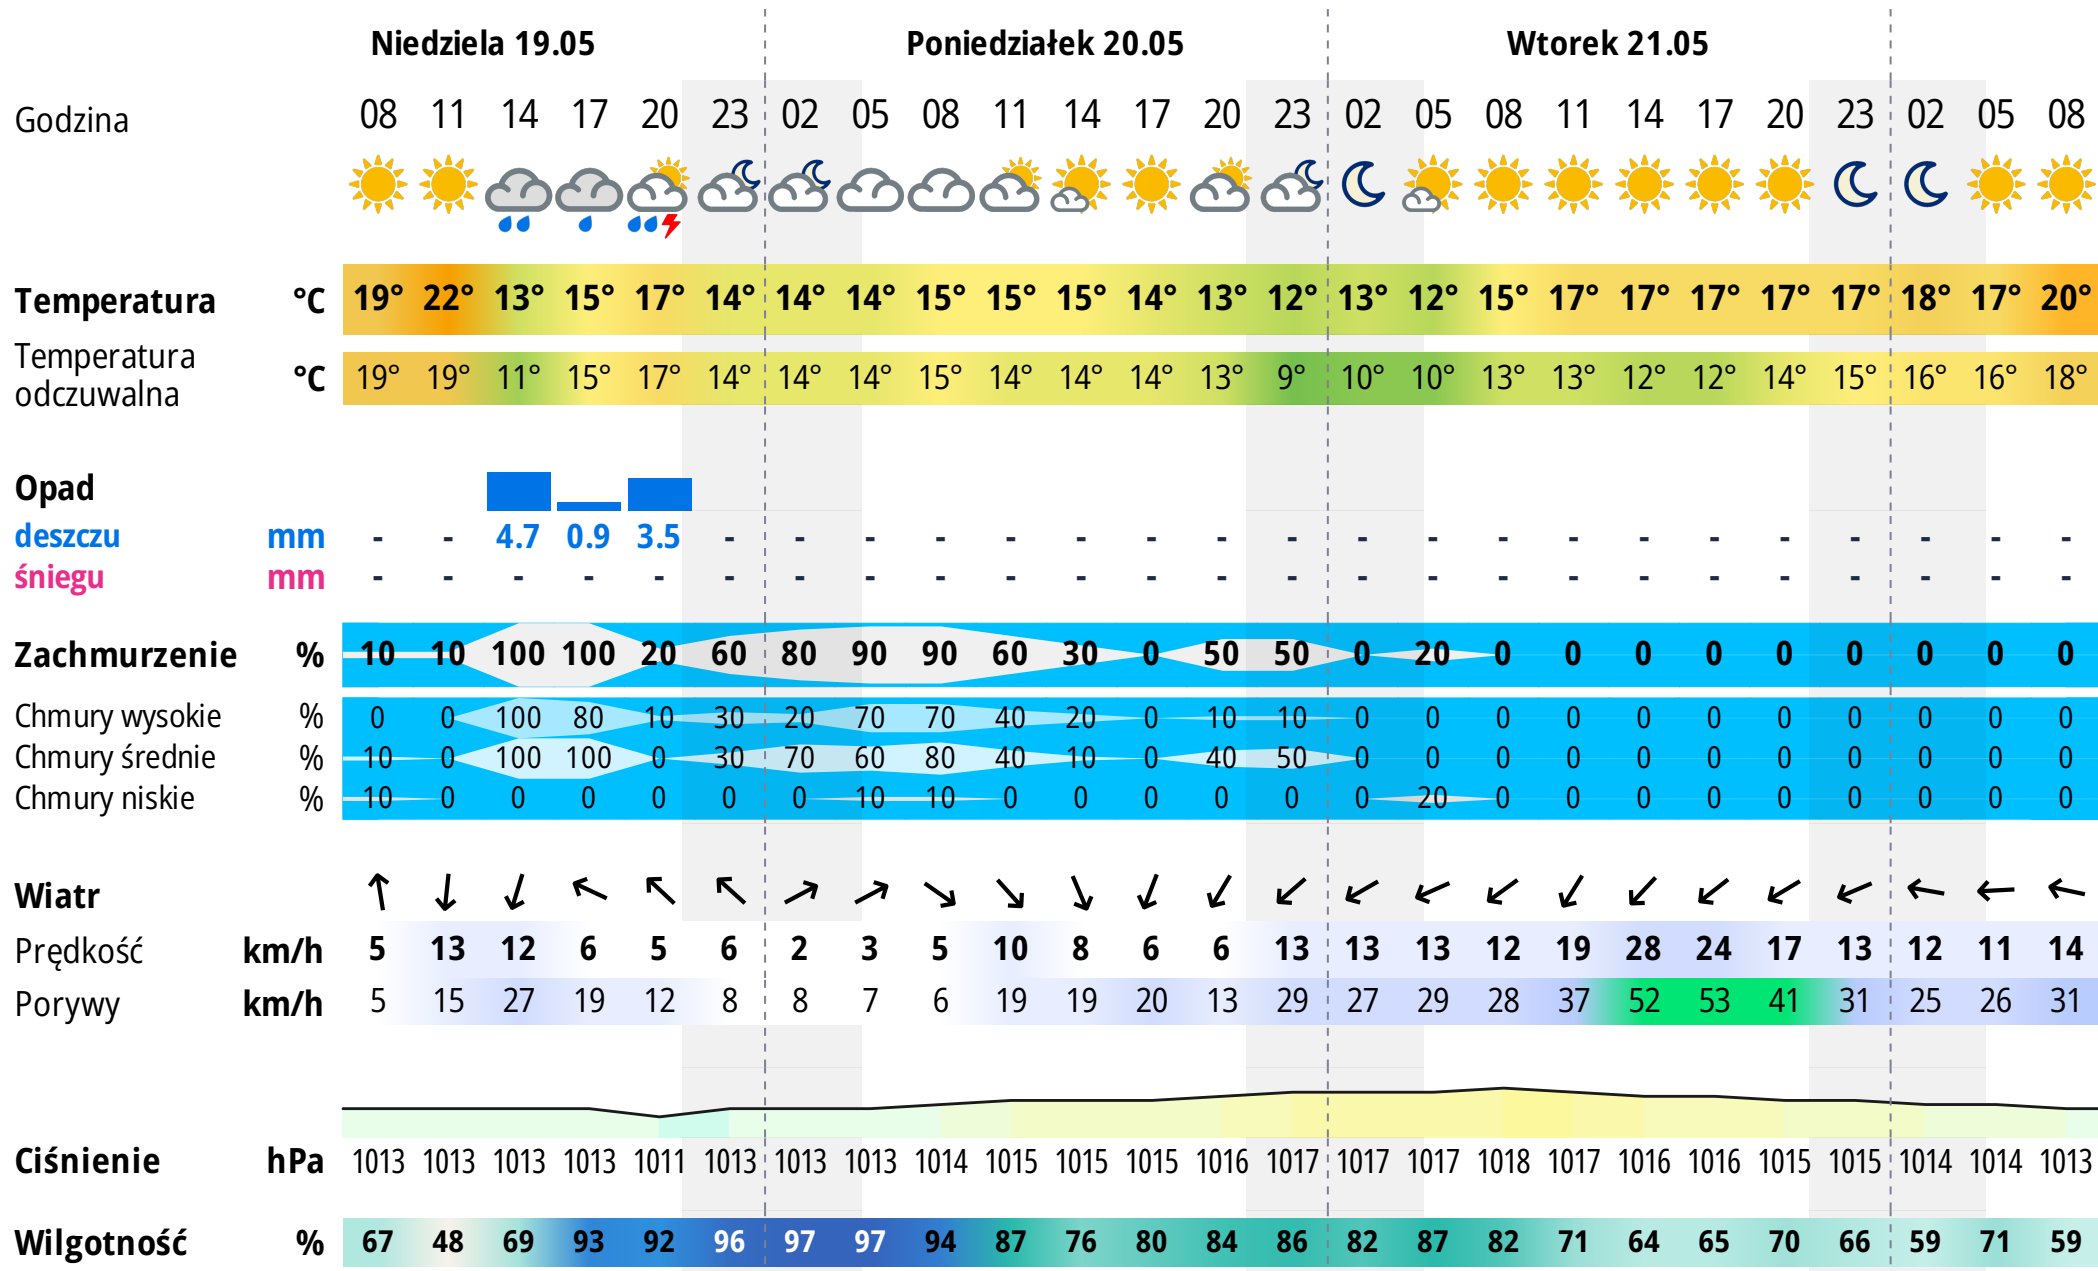 Niedziela 19.05 Poniedziałek 20.05 Wtorek 21.05
Godzina 08 11 14 17 20 23 02 05 08 11 14 17 20 23 02 05 08 11 14 17 20 23 02 05 08
Temperatura °C 19° 22° 13° 15° 17° 14° 14° 14° 15° 15° 15° 14° 13° 12° 13° 12° 15° 17° 17° 17° 17° 17° 18° 17° 20°
Temperatura
odczuwalna °C 19° 19° 11° 15° 17° 14° 14° 14° 15° 14° 14° 14° 13° 9° 10° 10° 13° 13° 12° 12° 14° 15° 16° 16° 18°
Opad
deszczu mm - - 4.7 0.9 3.5 - - - - - - - - - - - - - - - - - - - -
śniegu mm - - - - - - - - - - - - - - - - - - - - - - - - -
Zachmurzenie % 10 10 100 100 20 60 80 90 90 60 30 0 50 50 0 20 0 0 0 0 0 0 0 0 0
Chmury wysokie % 0 0 100 80 10 30 20 70 70 40 20 0 10 10 0 0 0 0 0 0 0 0 0 0 0
Chmury średnie % 10 0 100 100 0 30 70 60 80 40 10 0 40 50 0 0 0 0 0 0 0 0 0 0 0
Chmury niskie % 10 0 0 0 0 0 0 10 10 0 0 0 0 0 0 20 0 0 0 0 0 0 0 0 0
Wiatr
Prędkość km/h 5 13 12 6 5 6 2 3 5 10 8 6 6 13 13 13 12 19 28 24 17 13 12 11 14
Porywy km/h 5 15 27 19 12 8 8 7 6 19 19 20 13 29 27 29 28 37 52 53 41 31 25 26 31
Ciśnienie hPa 1013 1013 1013 1013 1011 1013 1013 1013 1014 1015 1015 1015 1016 1017 1017 1017 1018 1017 1016 1016 1015 1015 1014 1014 1013
Wilgotność % 67 48 69 93 92 96 97 97 94 87 76 80 84 86 82 87 82 71 64 65 70 66 59 71 59